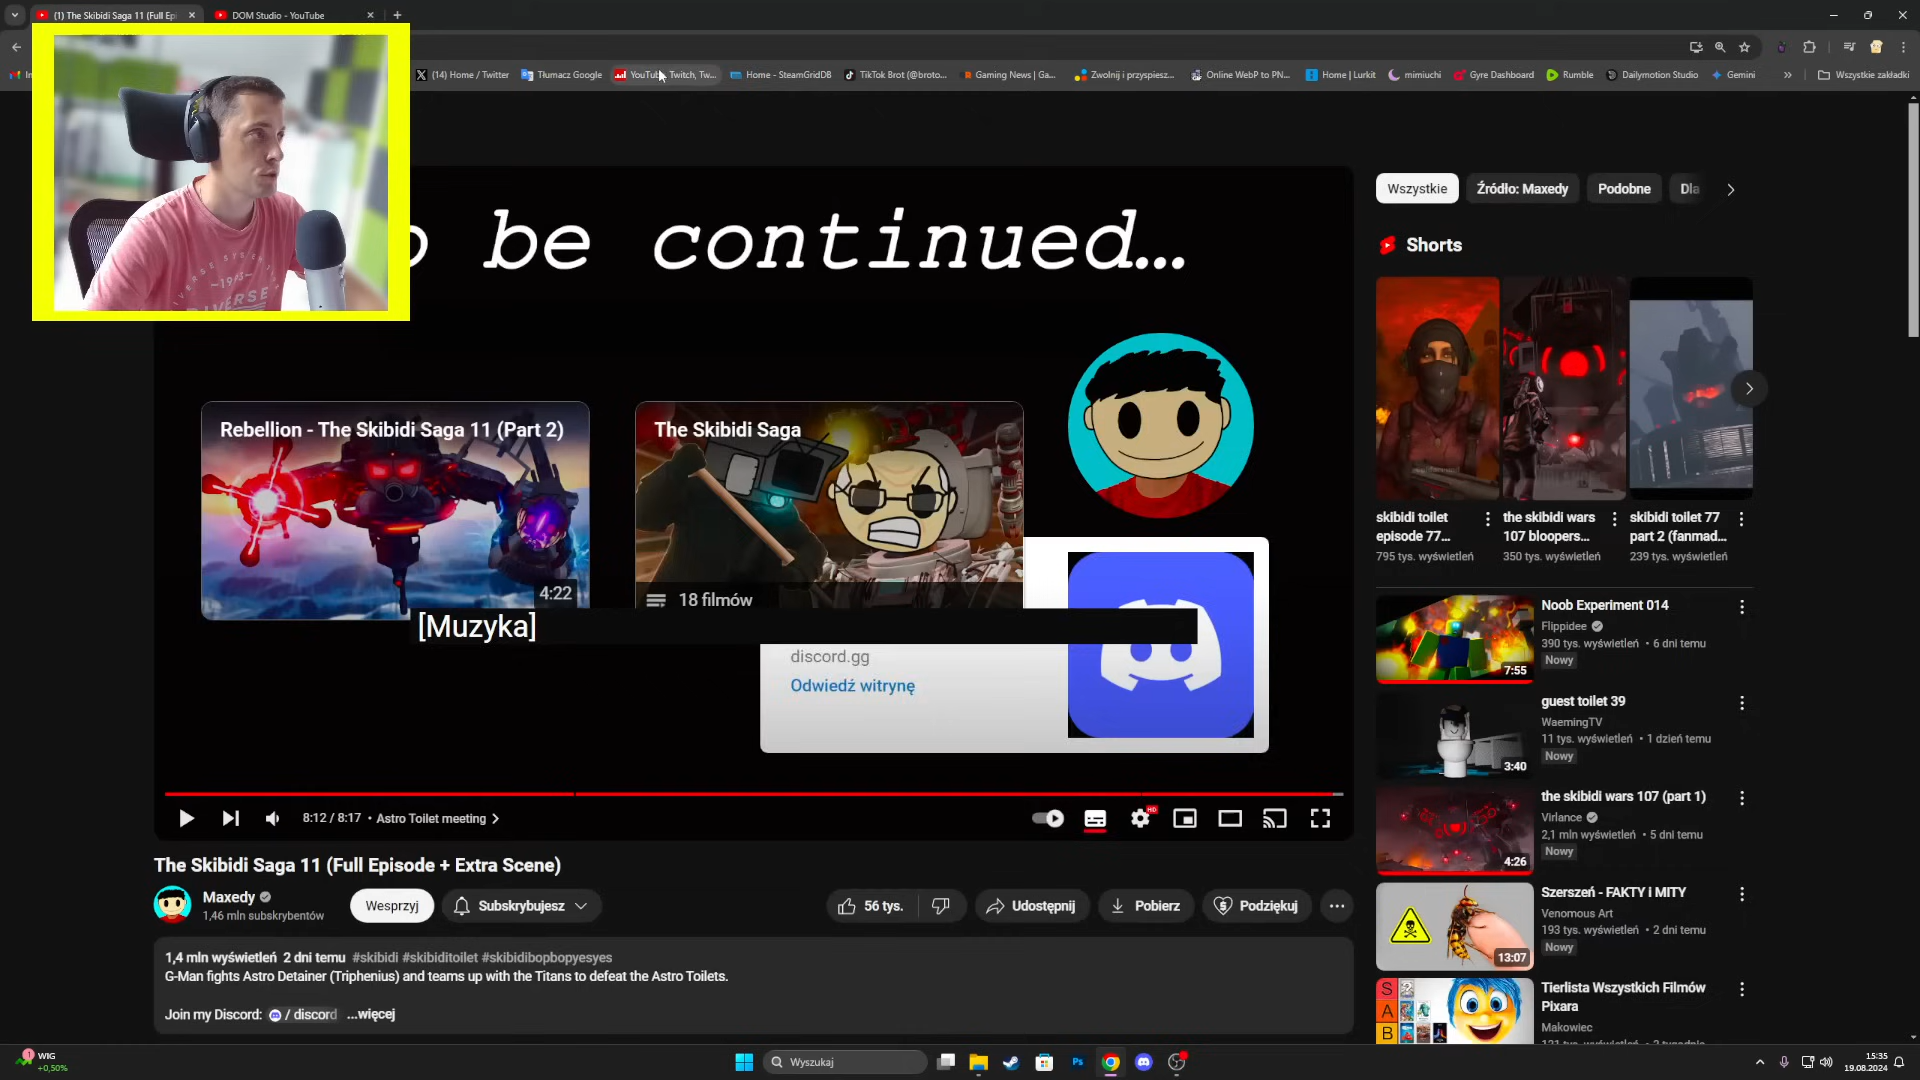 (1) The Skibidi Saga 11 (Full Epi
DOM Studio - YouTube
(14) Home / Twitter
Tłumacz Google
YouTube, Twitch, Tw...
Home - SteamGridDB
TikTok Brot (@broto...
Gaming News | Ga...
Zwolnij i przyspiesz...
Online WebP to PN...
Home | Lurkit
mimiuchi
Gyre Dashboard
Rumble
Dailymotion Studio
Gemini
Wszystkie zakładki
be continued...
Rebellion - The Skibidi Saga 11 (Part 2)
4:22
The Skibidi Saga
18 filmów
[Muzyka]
discord.gg
Odwiedź witrynę
8:12 / 8:17 • Astro Toilet meeting
HD
The Skibidi Saga 11 (Full Episode + Extra Scene)
Maxedy
1,46 mln subskrybentów
Wesprzyj
Subskrybujesz
56 tys.
Udostępnij
Pobierz
Podziękuj
1,4 mln wyświetleń 2 dni temu #skibidi #skibiditoilet #skibidibopbopyesyes
G-Man fights Astro Detainer (Triphenius) and teams up with the Titans to defeat the Astro Toilets.
Join my Discord: / discord ...więcej
Wszystkie
Źródło: Maxedy
Podobne
Dla
Shorts
skibidi toilet
episode 77...
795 tys. wyświetleń
the skibidi wars
107 bloopers...
350 tys. wyświetleń
skibidi toilet 77
part 2 (fanmad...
239 tys. wyświetleń
7:55
Noob Experiment 014
Flippidee
390 tys. wyświetleń • 6 dni temu
Nowy
3:40
guest toilet 39
WaemingTV
11 tys. wyświetleń • 1 dzień temu
Nowy
4:26
the skibidi wars 107 (part 1)
Virlance
2,1 mln wyświetleń • 5 dni temu
Nowy
13:07
Szerszeń - FAKTY i MITY
Venomous Art
193 tys. wyświetleń • 2 dni temu
Nowy
S
A
B
Tierlista Wszystkich Filmów
Pixara
Makowiec
WIG
+0,50%
Wyszukaj
Ps
15:35
19.08.2024